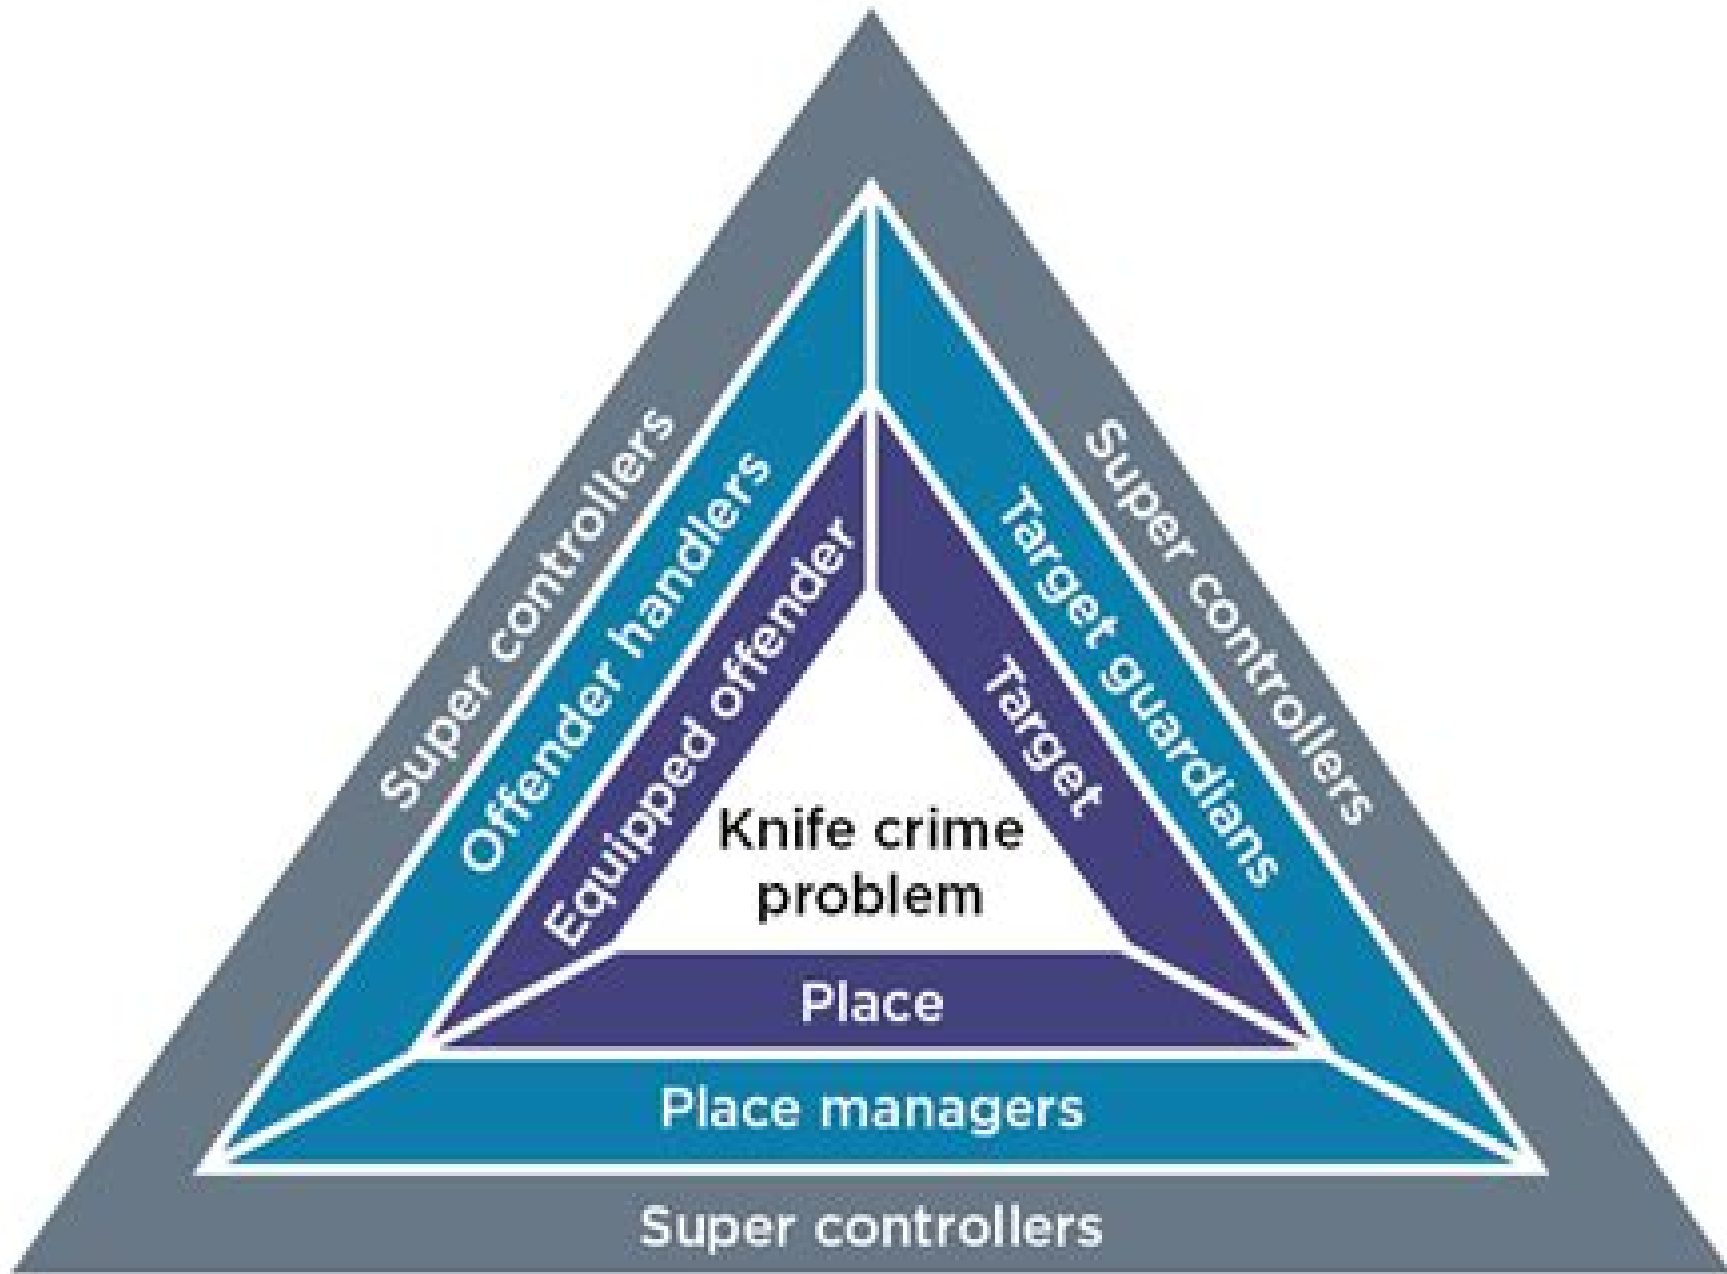 Super controllers
Offender handlers
Equipped offender
Super controllers
Target guardians
Target
Knife crime
problem
Place
Place managers
Super controllers